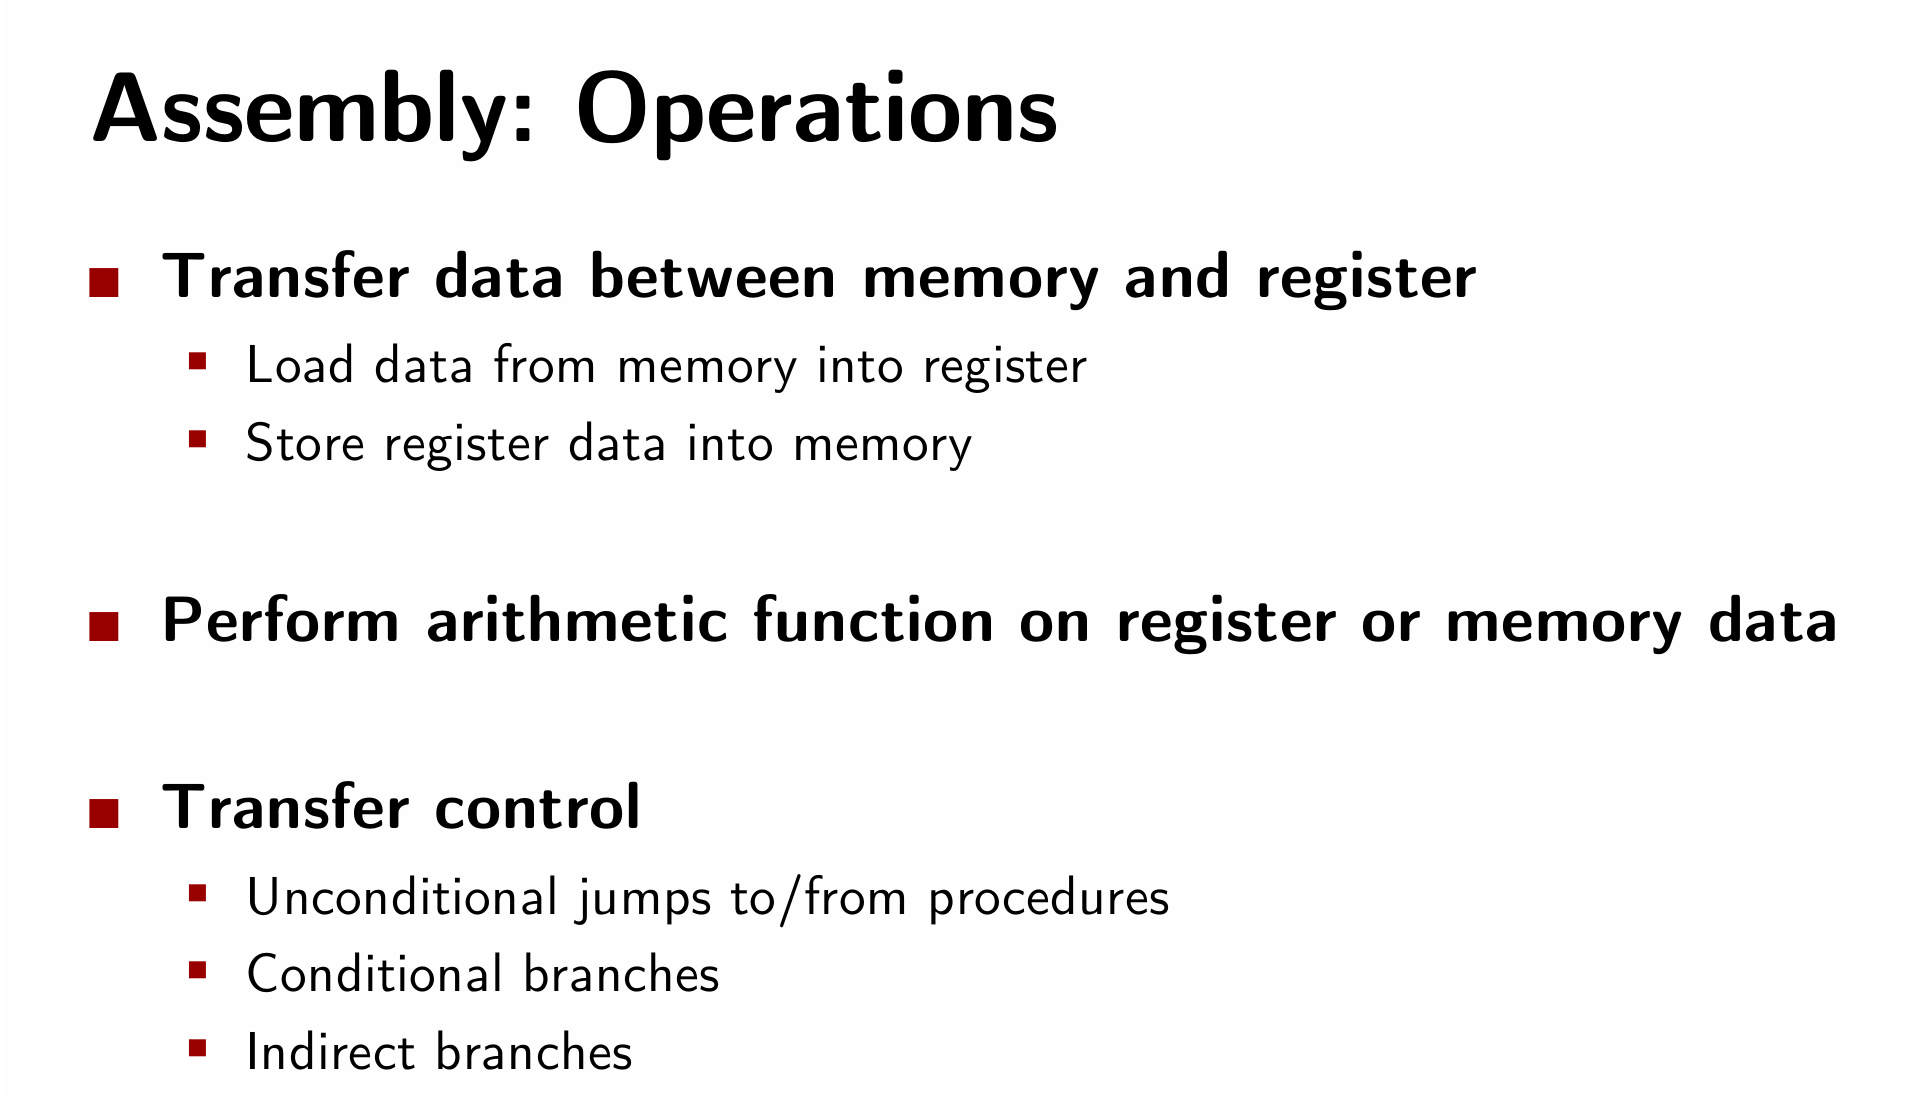 Assembly: Operations
Transfer data between memory and register
Load data from memory into register
Store register data into memory
Perform arithmetic function on register or memory data
Transfer control
Unconditional jumps to/from procedures
Conditional branches
Indirect branches